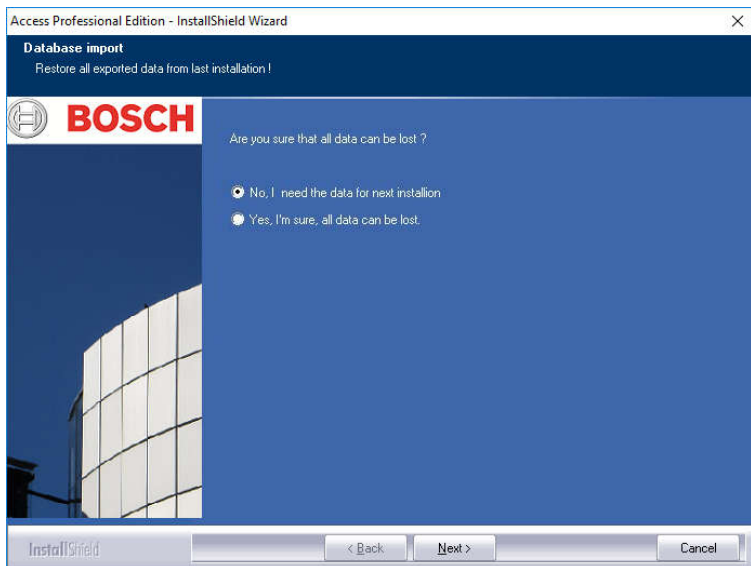 Access Professional Edition - InstallShield Wizard
Database import
Restore all exported data from last installation !
BOSCH
Are you sure that all data can be lost ?
No, I need the data for next installion
Yes, I'm sure, all data can be lost.
InstallShield
< Back
Next >
Cancel